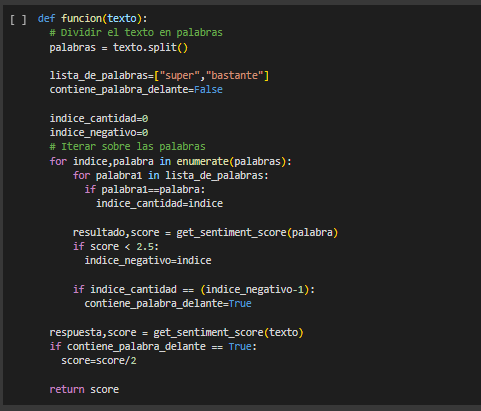 [ ] def funcion(texto):
# Dividir el texto en palabras
palabras = texto.split()
lista_de_palabras=["super","bastante"]
contiene_palabra_delante=False
indice_cantidad=0
indice_negativo=0
# Iterar sobre las palabras
for indice,palabra in enumerate(palabras):
for palabra1 in lista_de_palabras:
if palabra1==palabra:
indice_cantidad=indice
resultado,score = get_sentiment_score(palabra)
if score < 2.5:
indice_negativo=indice
if indice_cantidad == (indice_negativo-1):
contiene_palabra_delante=True
respuesta,score = get_sentiment_score(texto)
if contiene_palabra_delante == True:
score=score/2
return score